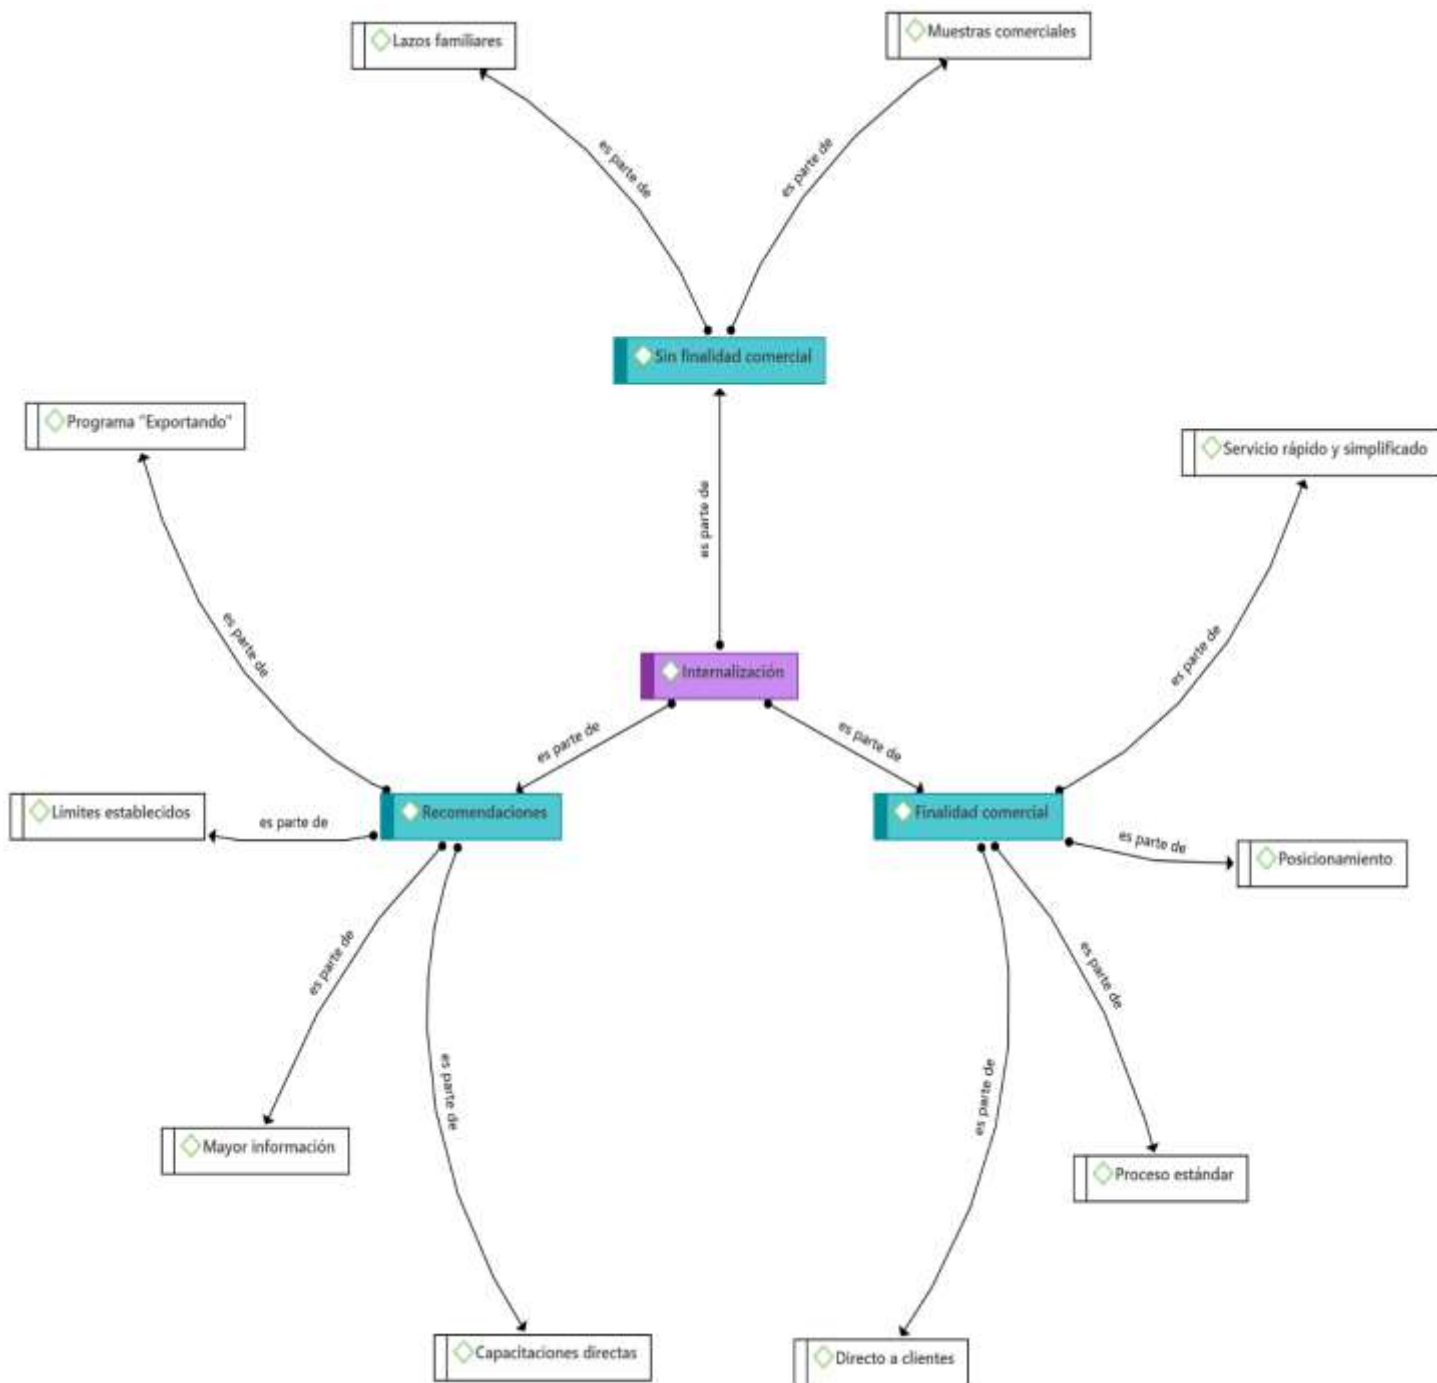 Lazos familiares
Muestras comerciales
es parte de
es parte de
Sin finalidad comercial
Programa "Exportando"
Servicio rápido y simplificado
es parte de
es parte de
es parte de
Internalización
es parte de
es parte de
Límites establecidos
es parte de
Recomendaciones
Finalidad comercial
es parte de
Posicionamiento
es parte de
es parte de
es parte de
es parte de
Mayor información
Proceso estándar
Capacitaciones directas
Directo a clientes